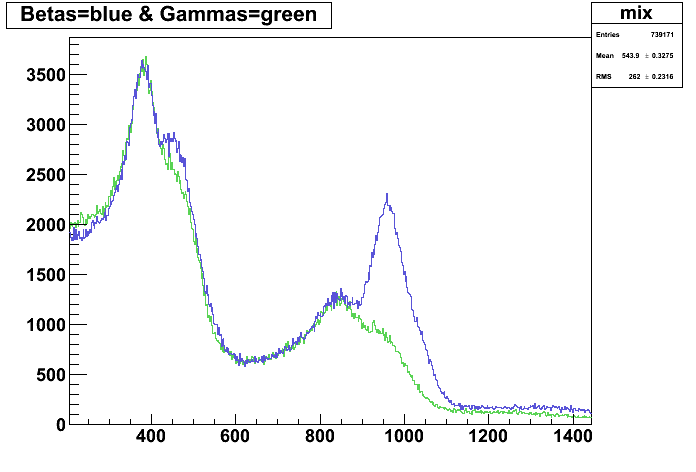 Betas=blue & Gammas=green
mix
Entries 739171
Mean 543.9 ± 0.3275
RMS 262 ± 0.2316
3500
3000
2500
2000
1500
1000
500
0
400 600 800 1000 1200 1400